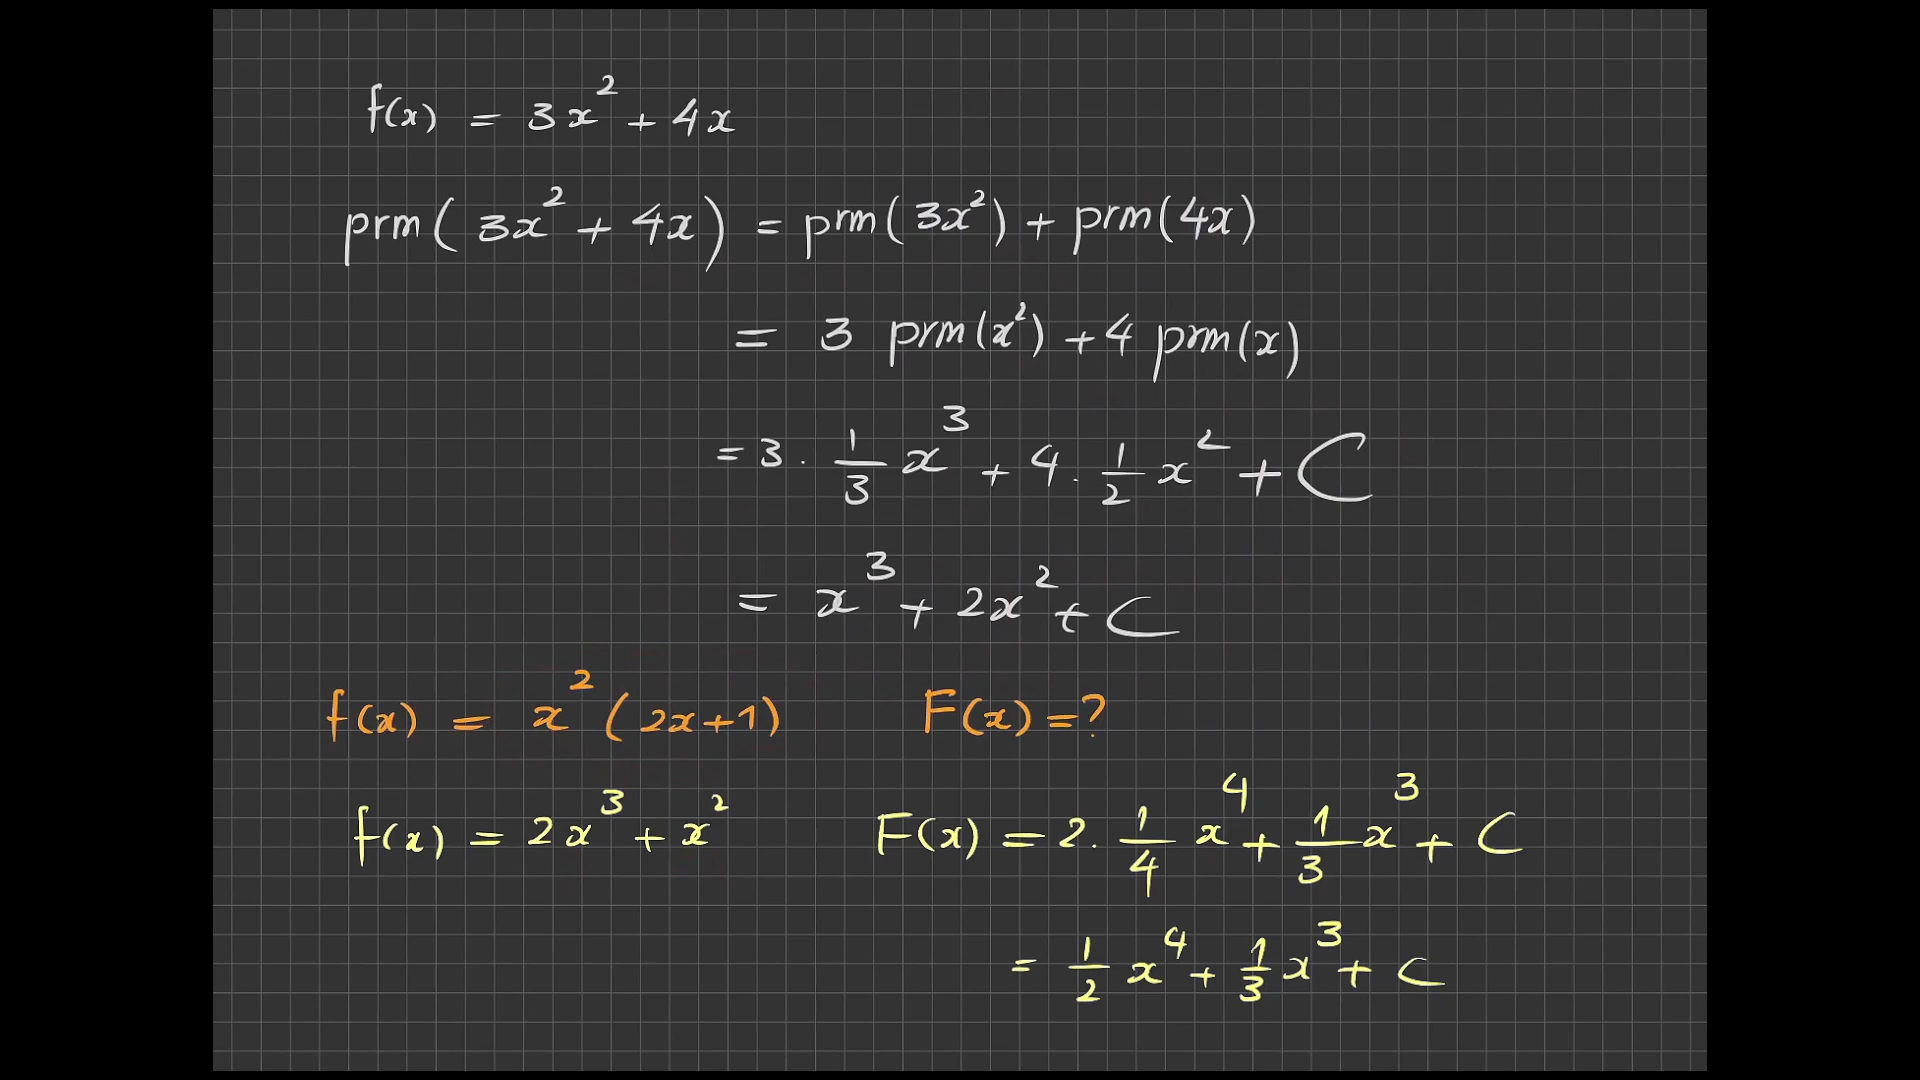 f(x) = 3x² + 4x
prm(3x² + 4x) = prm(3x²) + prm(4x)
= 3 prm(x²) + 4 prm(x)
= 3 · 1/3 x³ + 4 · 1/2 x² + C
= x³ + 2x² + C
f(x) = x² (2x+1) F(x) = ?
f(x) = 2x³ + x² F(x) = 2 · 1/4 x⁴ + 1/3 x³ + C
= 1/2 x⁴ + 1/3 x³ + C